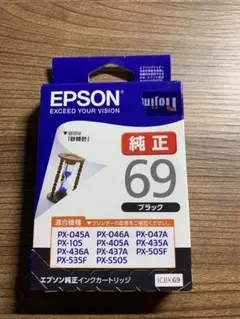 EPSON
EXCEED YOUR VISION
目印は
「砂時計」
純正
69
ブラック
適合機種
▼プリンターの型番をご確認ください。
PX-045A PX-046A PX-047A
PX-105 PX-405A PX-435A
PX-436A PX-437A PX-505F
PX-535F PX-S505
エプソン純正インクカートリッジ
ICBK69